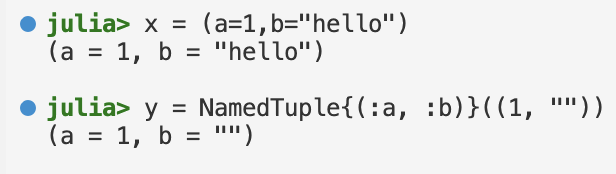 julia> x = (a=1,b="hello")
(a = 1, b = "hello")
julia> y = NamedTuple{(:a, :b)}((1, ""))
(a = 1, b = "")